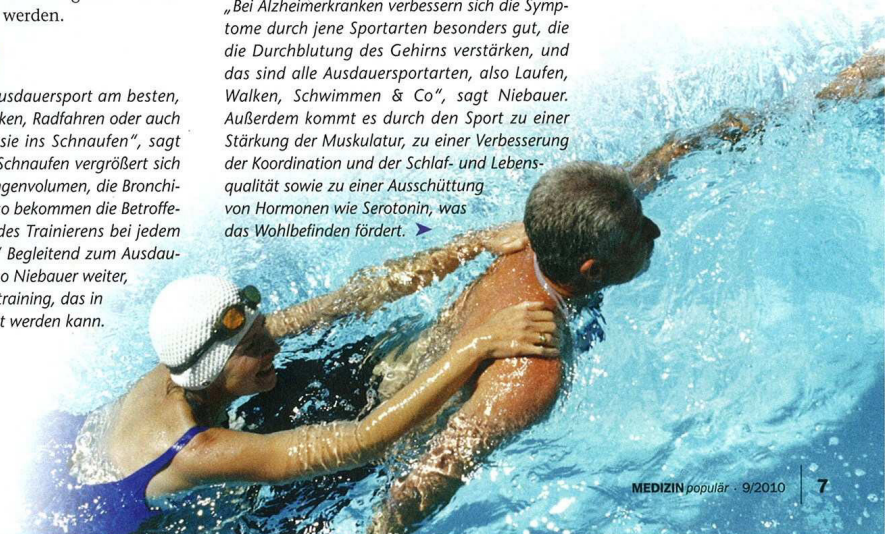 werden.
usdauersport am besten,
ken, Radfahren oder auch
sie ins Schnaufen“, sagt
Schnaufen vergrößert sich
genvolumen, die Bronchi-
o bekommen die Betroffe-
des Trainierens bei jedem
Begleitend zum Ausdau-
o Niebauer weiter,
training, das in
t werden kann.
„Bei Alzheimerkranken verbessern sich die Symp-
tome durch jene Sportarten besonders gut, die
die Durchblutung des Gehirns verstärken, und
das sind alle Ausdauersportarten, also Laufen,
Walken, Schwimmen & Co“, sagt Niebauer.
Außerdem kommt es durch den Sport zu einer
Stärkung der Muskulatur, zu einer Verbesserung
der Koordination und der Schlaf- und Lebens-
qualität sowie zu einer Ausschüttung
von Hormonen wie Serotonin, was
das Wohlbefinden fördert. ➤
MEDIZIN populär · 9/2010 7